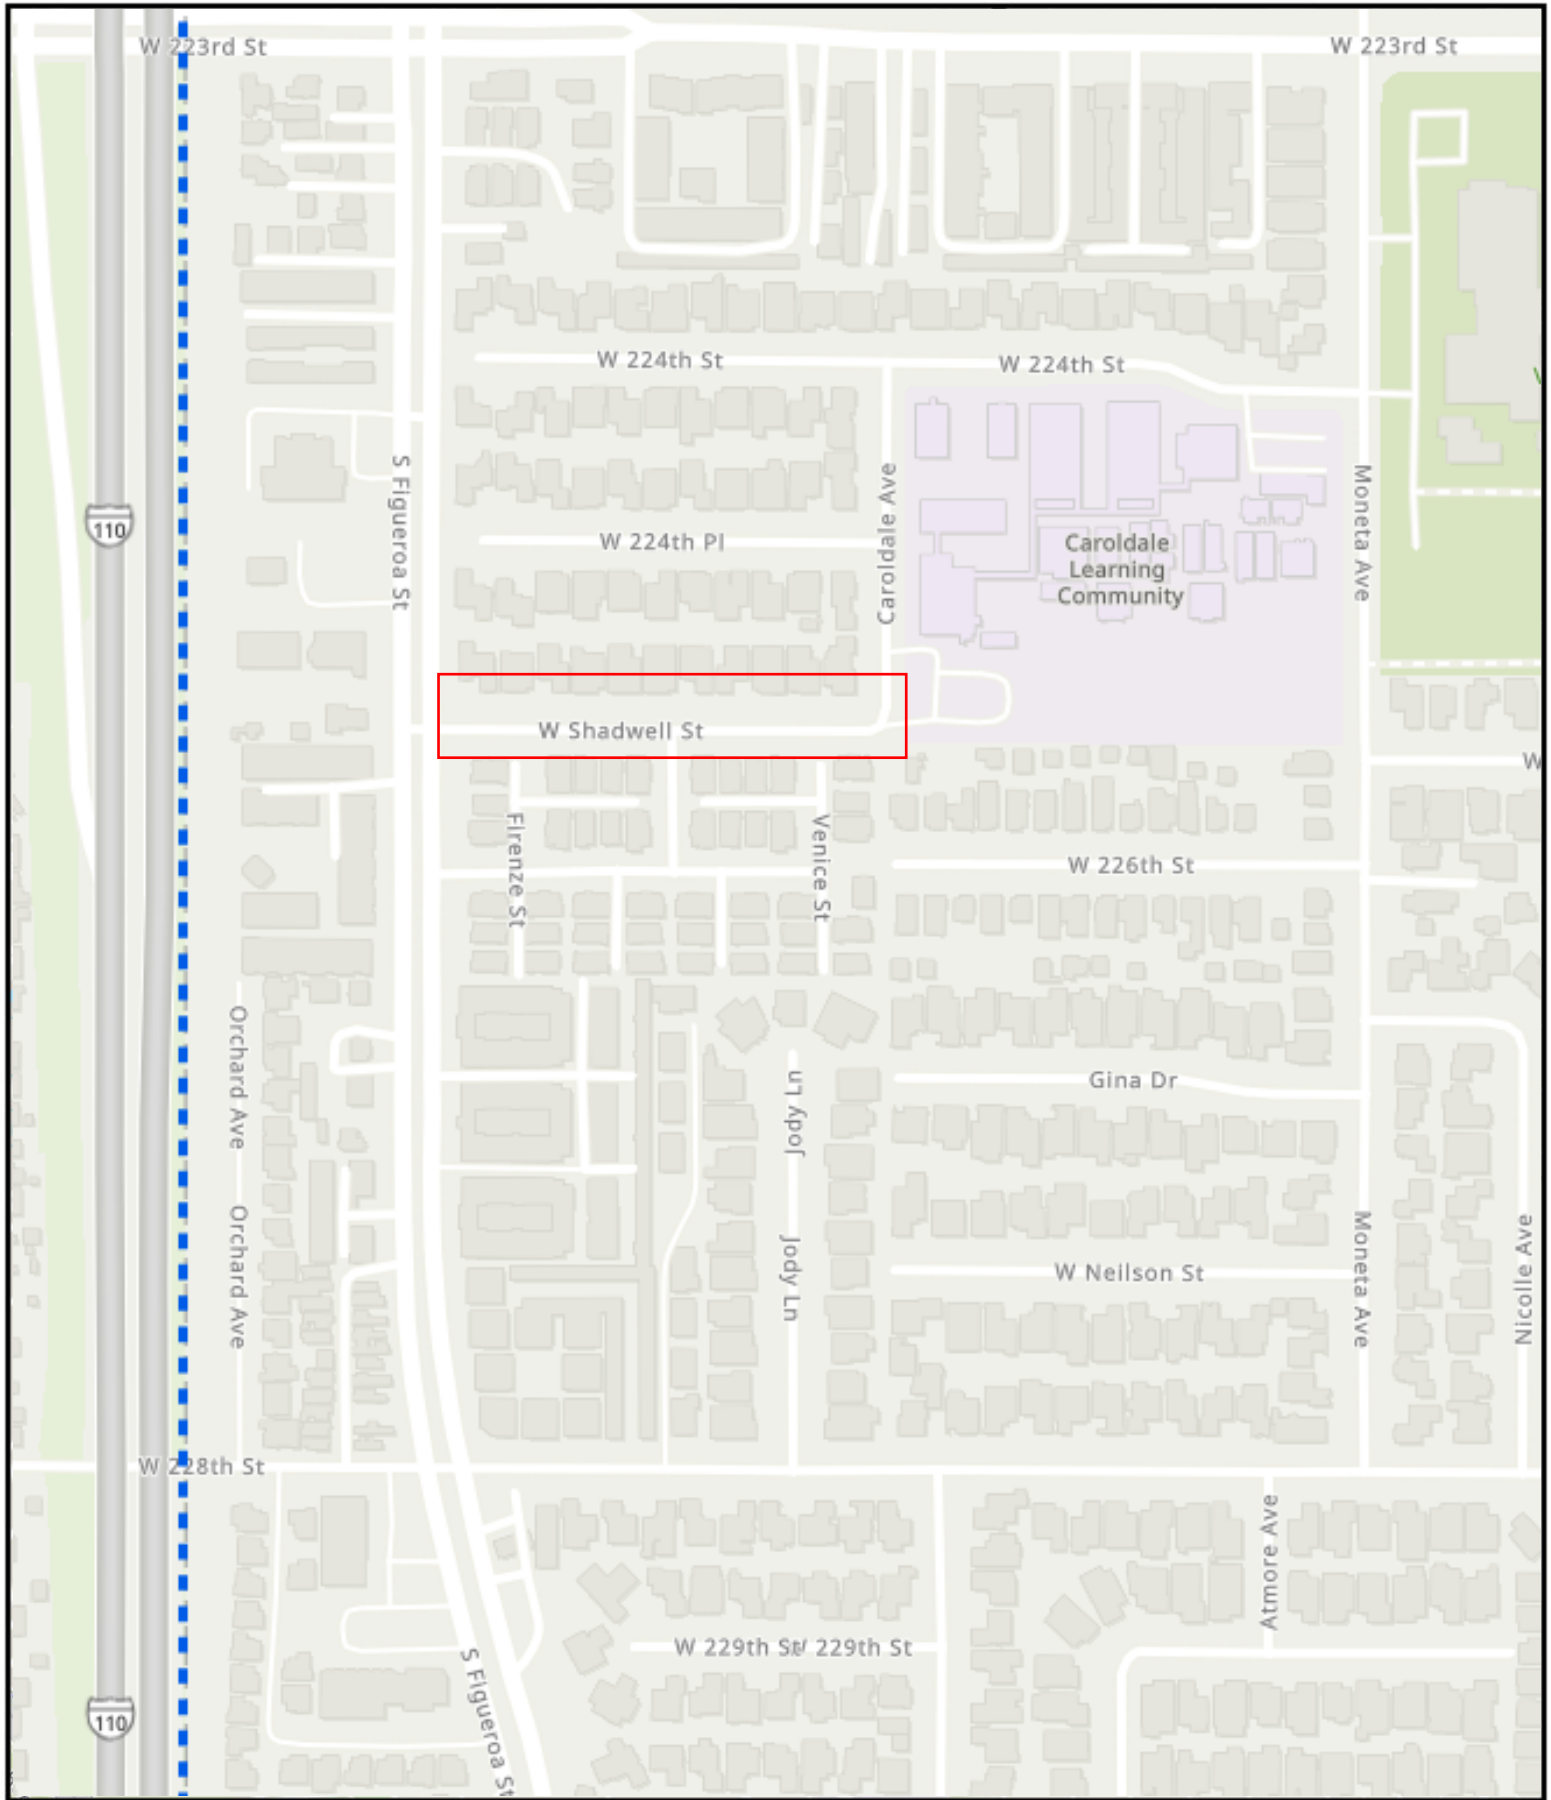 W 223rd St
W 223rd St
W 224th St
W 224th St
S Figueroa St
Caroldale Ave
Moneta Ave
110
W 224th Pl
Caroldale
Learning
Community
W Shadwell St
W
Firenze St
Venice St
W 226th St
Orchard Ave
Jody Ln
Gina Dr
Orchard Ave
Jody Ln
W Neilson St
Moneta Ave
Nicolle Ave
W 228th St
Atmore Ave
W 229th St
W 229th St
S Figueroa St
110